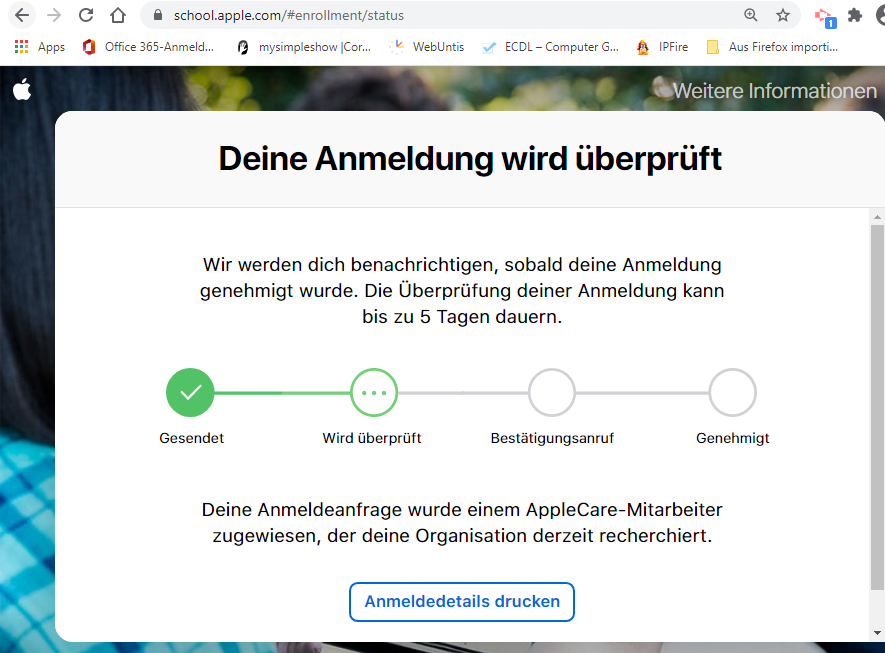 school.apple.com/#enrollment/status
Apps Office 365-Anmeld... mysimpleshow |Cor... WebUntis ECDL – Computer G... IPFire Aus Firefox importi...
1
Weitere Informationen
Deine Anmeldung wird überprüft
Wir werden dich benachrichtigen, sobald deine Anmeldung
genehmigt wurde. Die Überprüfung deiner Anmeldung kann
bis zu 5 Tagen dauern.
Gesendet Wird überprüft Bestätigungsanruf Genehmigt
Deine Anmeldeanfrage wurde einem AppleCare-Mitarbeiter
zugewiesen, der deine Organisation derzeit recherchiert.
Anmeldedetails drucken